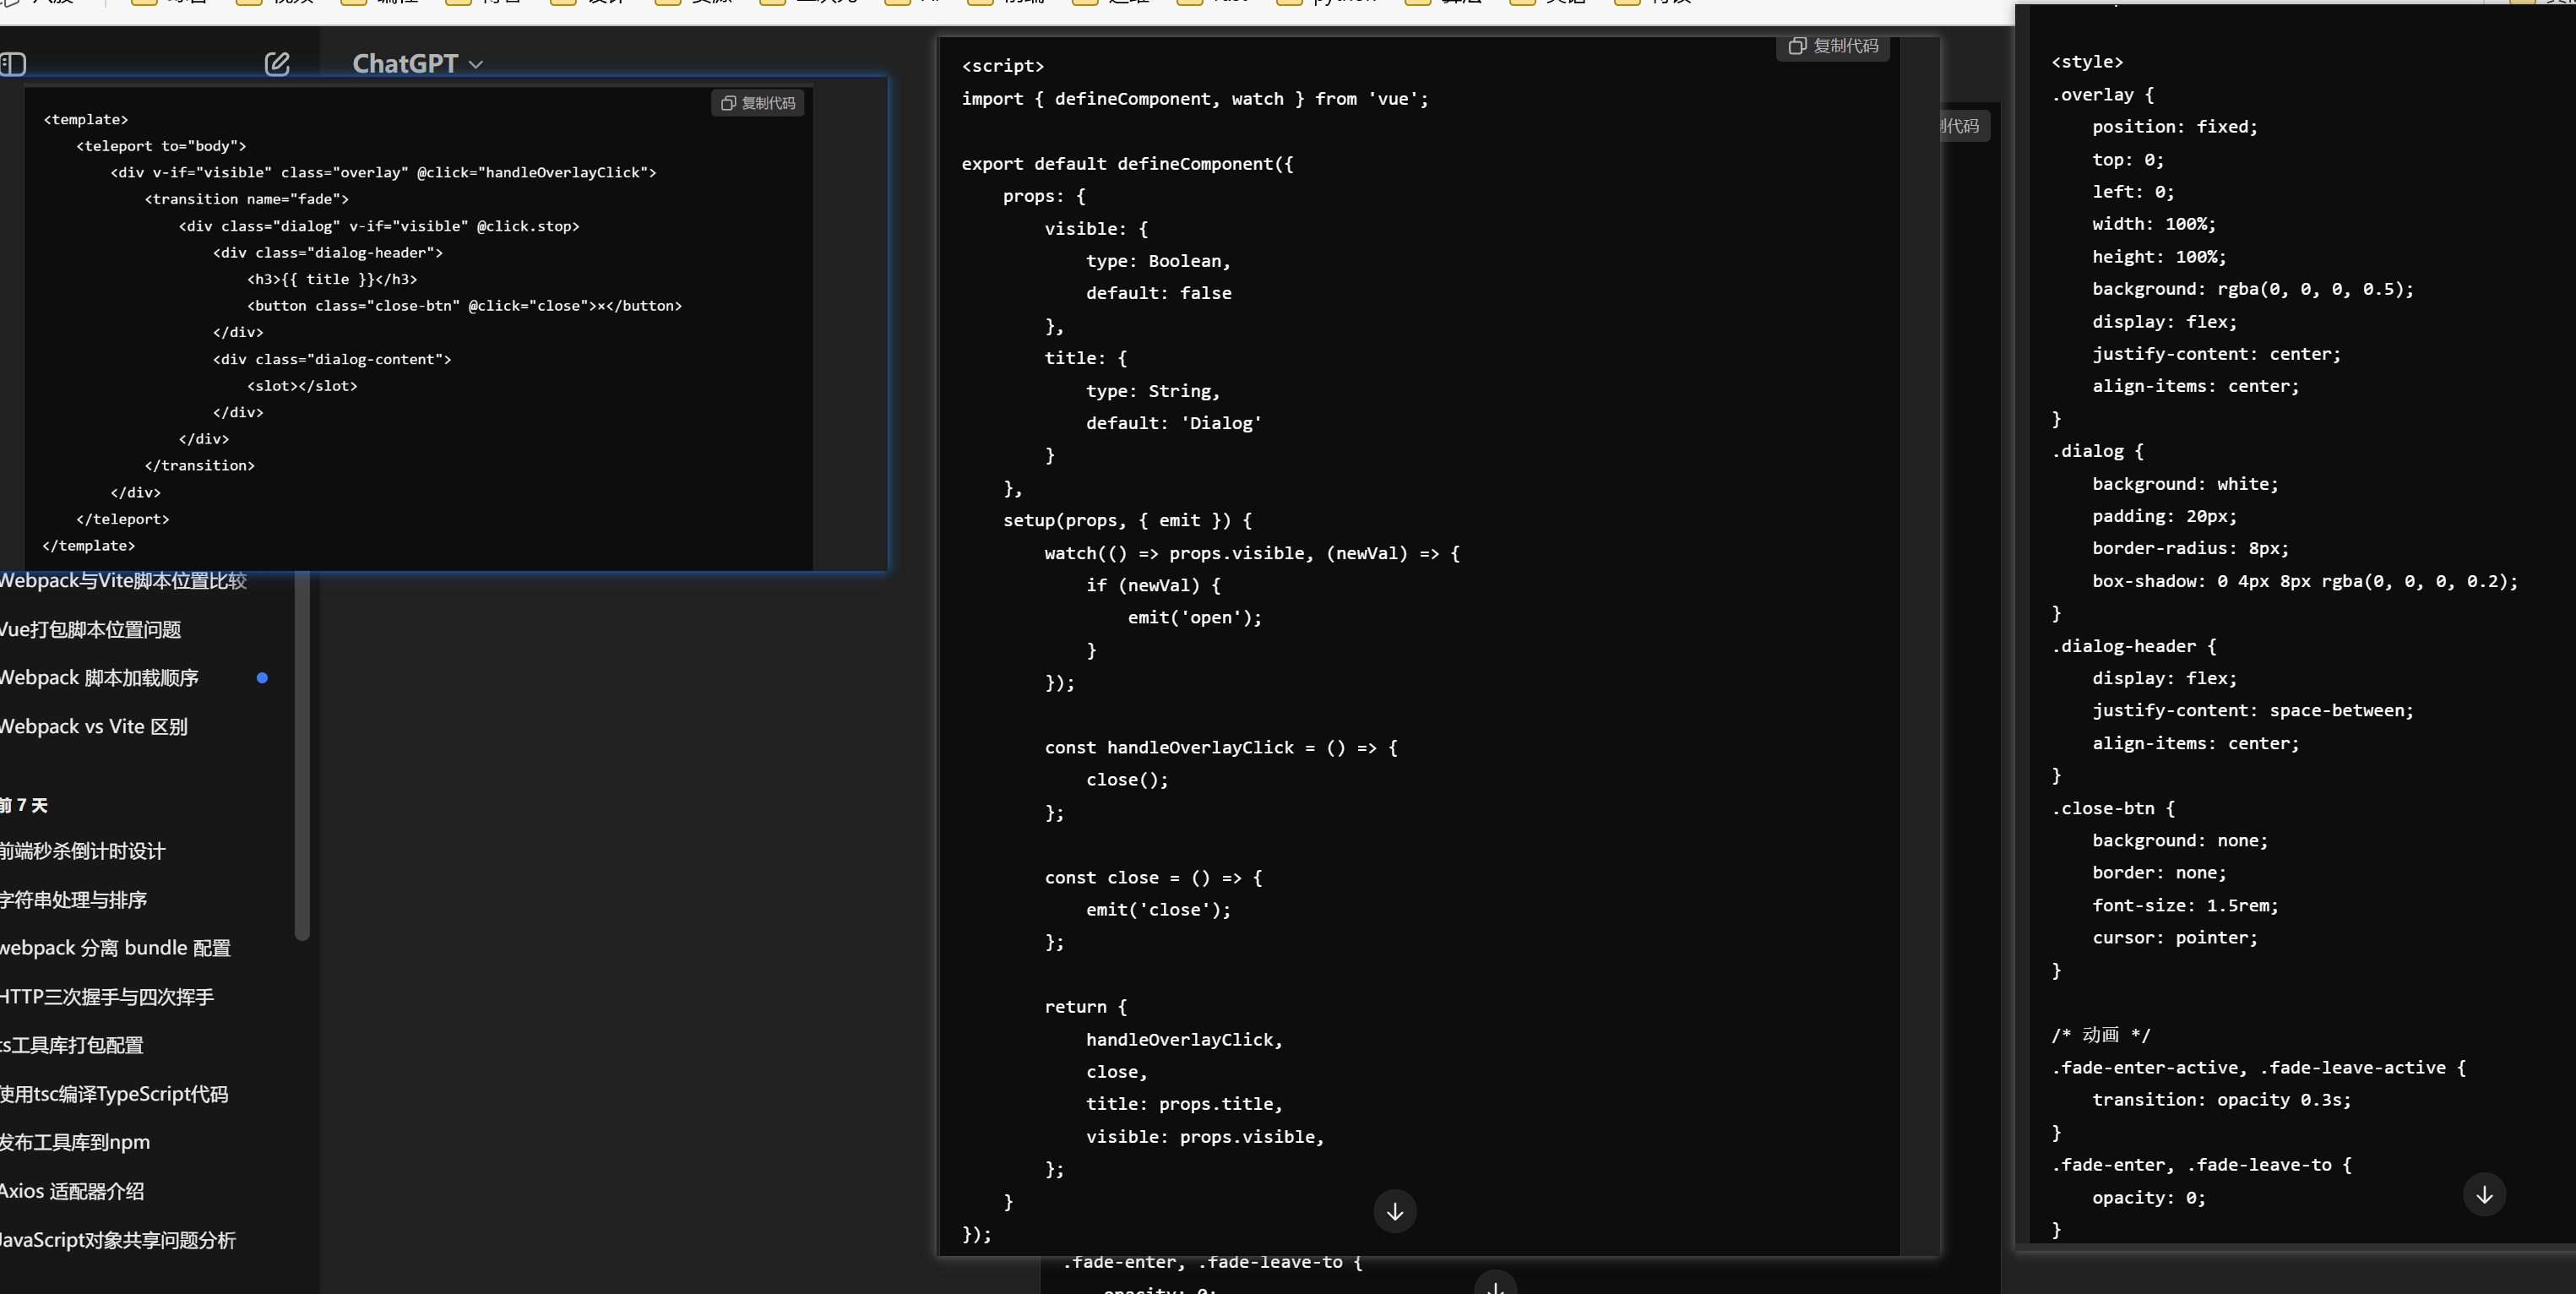 ChatGPT
复制代码
<template>
    <teleport to="body">
        <div v-if="visible" class="overlay" @click="handleOverlayClick">
            <transition name="fade">
                <div class="dialog" v-if="visible" @click.stop>
                    <div class="dialog-header">
                        <h3>{{ title }}</h3>
                        <button class="close-btn" @click="close">×</button>
                    </div>
                    <div class="dialog-content">
                        <slot></slot>
                    </div>
                </div>
            </transition>
        </div>
    </teleport>
</template>
Webpack与Vite脚本位置比较
Vue打包脚本位置问题
Webpack 脚本加载顺序
Webpack vs Vite 区别
前 7 天
前端秒杀倒计时设计
字符串处理与排序
webpack 分离 bundle 配置
HTTP三次握手与四次挥手
ts工具库打包配置
使用tsc编译TypeScript代码
发布工具库到npm
Axios 适配器介绍
JavaScript对象共享问题分析
复制代码
<script>
import { defineComponent, watch } from 'vue';

export default defineComponent({
    props: {
        visible: {
            type: Boolean,
            default: false
        },
        title: {
            type: String,
            default: 'Dialog'
        }
    },
    setup(props, { emit }) {
        watch(() => props.visible, (newVal) => {
            if (newVal) {
                emit('open');
            }
        });

        const handleOverlayClick = () => {
            close();
        };

        const close = () => {
            emit('close');
        };

        return {
            handleOverlayClick,
            close,
            title: props.title,
            visible: props.visible,
        };
    }
});
.fade-enter, .fade-leave-to {
    opacity: 0;
代码
<style>
.overlay {
    position: fixed;
    top: 0;
    left: 0;
    width: 100%;
    height: 100%;
    background: rgba(0, 0, 0, 0.5);
    display: flex;
    justify-content: center;
    align-items: center;
}
.dialog {
    background: white;
    padding: 20px;
    border-radius: 8px;
    box-shadow: 0 4px 8px rgba(0, 0, 0, 0.2);
}
.dialog-header {
    display: flex;
    justify-content: space-between;
    align-items: center;
}
.close-btn {
    background: none;
    border: none;
    font-size: 1.5rem;
    cursor: pointer;
}

/* 动画 */
.fade-enter-active, .fade-leave-active {
    transition: opacity 0.3s;
}
.fade-enter, .fade-leave-to {
    opacity: 0;
}